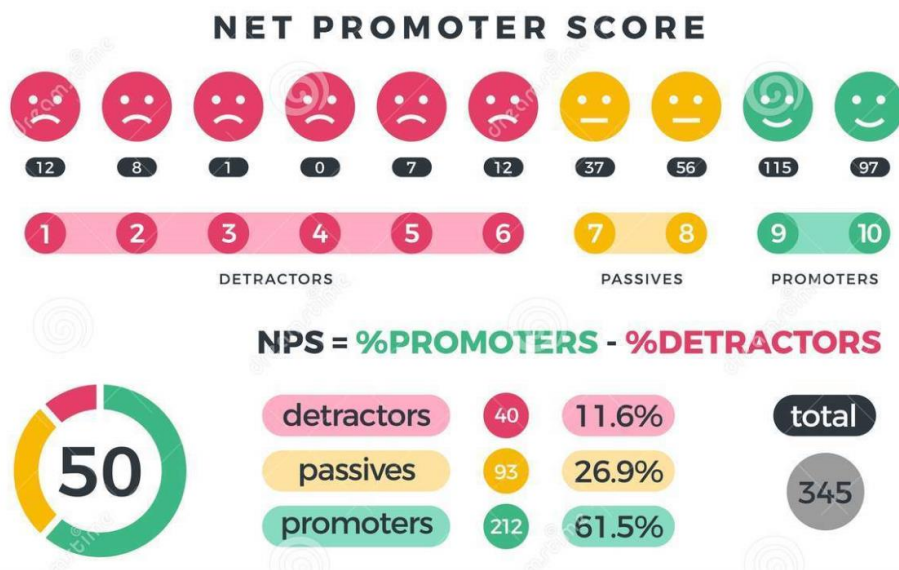 NET PROMOTER SCORE
12 8 1 0 7 12 37 56 115 97
1 2 3 4 5 6 7 8 9 10
DETRACTORS PASSIVES PROMOTERS
NPS = %PROMOTERS - %DETRACTORS
detractors 40 11.6% total
50 passives 93 26.9% 345
promoters 212 61.5%